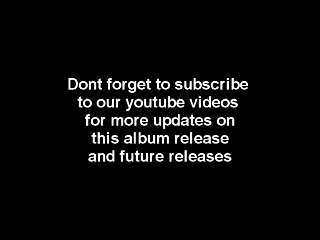 Dont forget to subscribe
to our youtube videos
for more updates on
this album release
and future releases